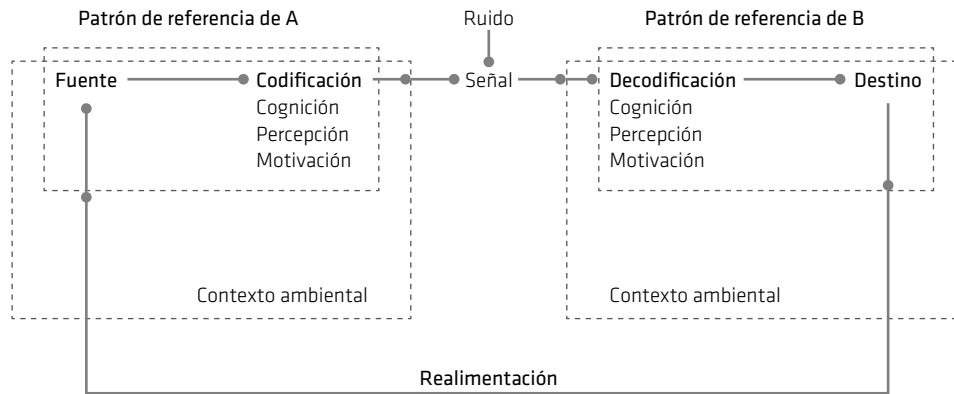 Patrón de referencia de A
Ruido
Patrón de referencia de B
Fuente
Codificación
Señal
Decodificación
Destino
Cognición
Percepción
Motivación
Cognición
Percepción
Motivación
Contexto ambiental
Contexto ambiental
Realimentación